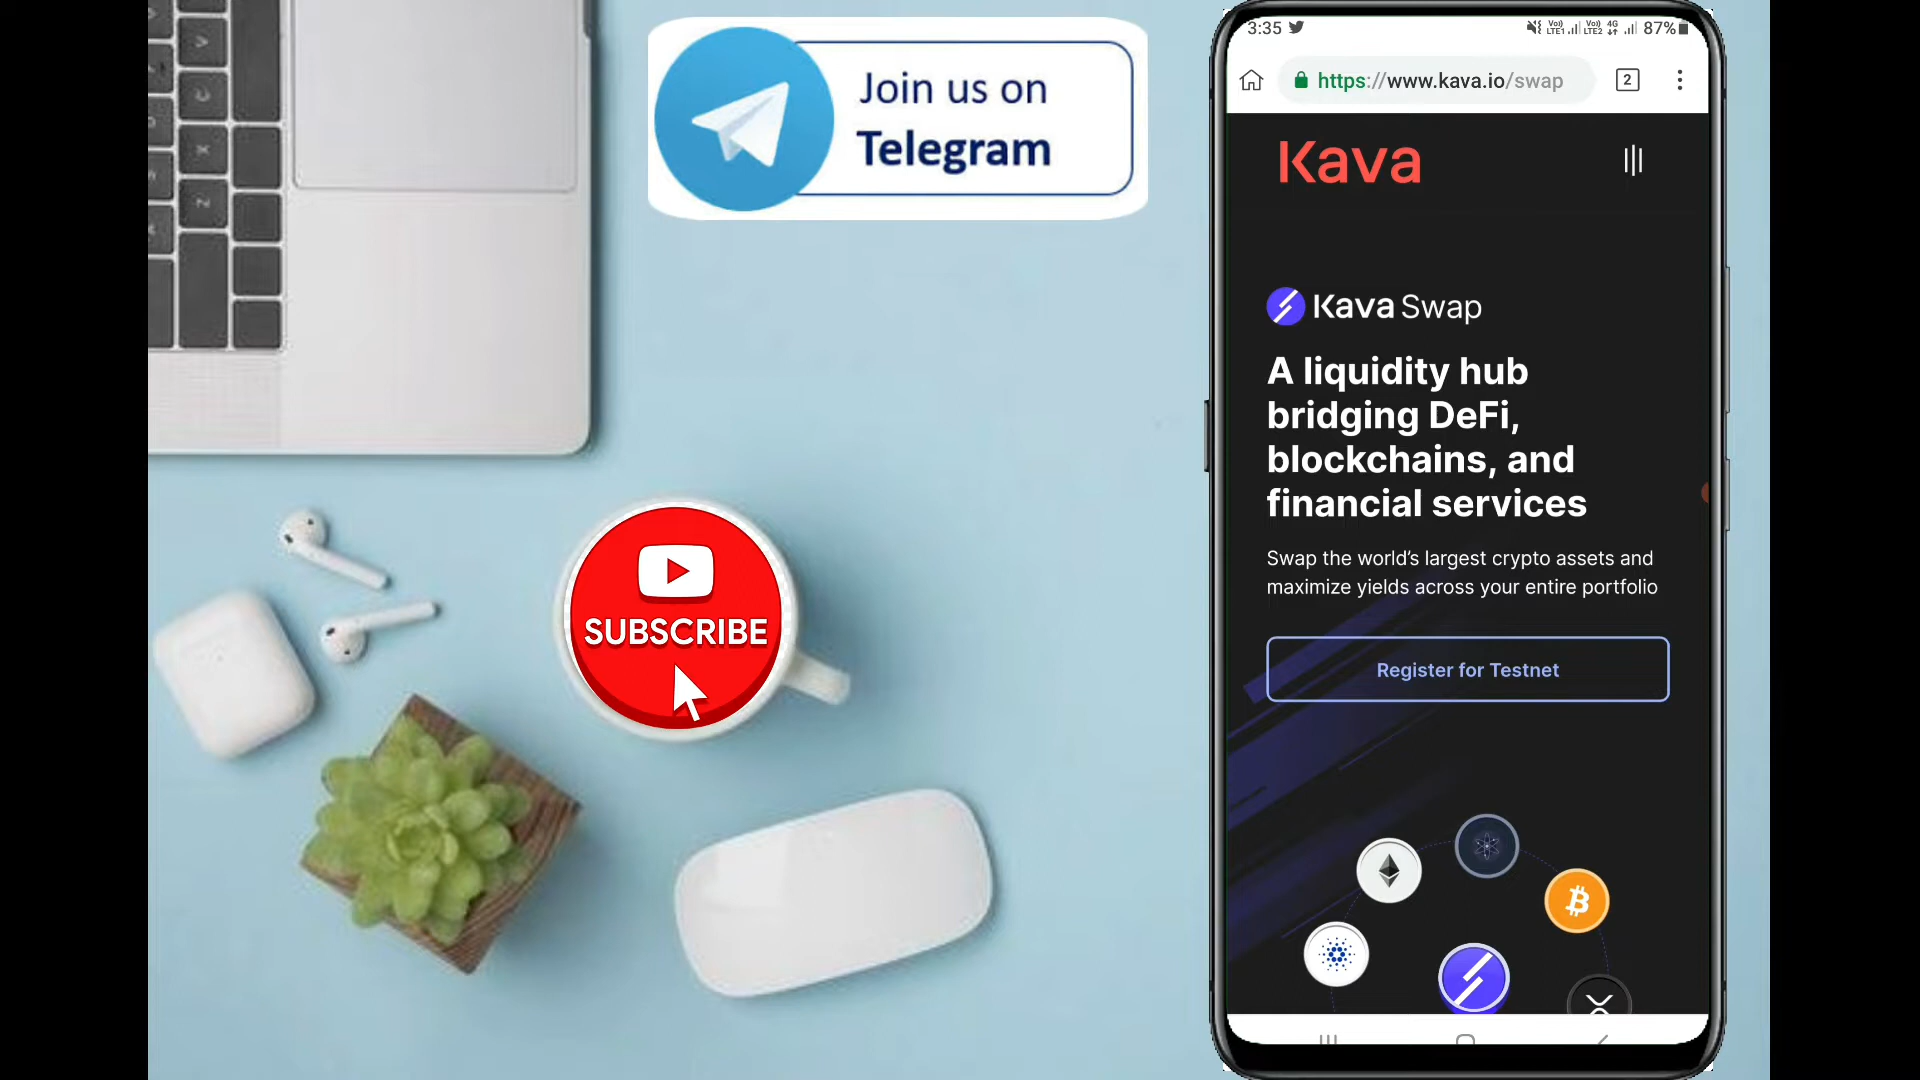 Join us on
Telegram
SUBSCRIBE
3:35
87%
https://www.kava.io/swap
2
Kava
Kava Swap
A liquidity hub
bridging DeFi,
blockchains, and
financial services
Swap the world's largest crypto assets and
maximize yields across your entire portfolio
Register for Testnet